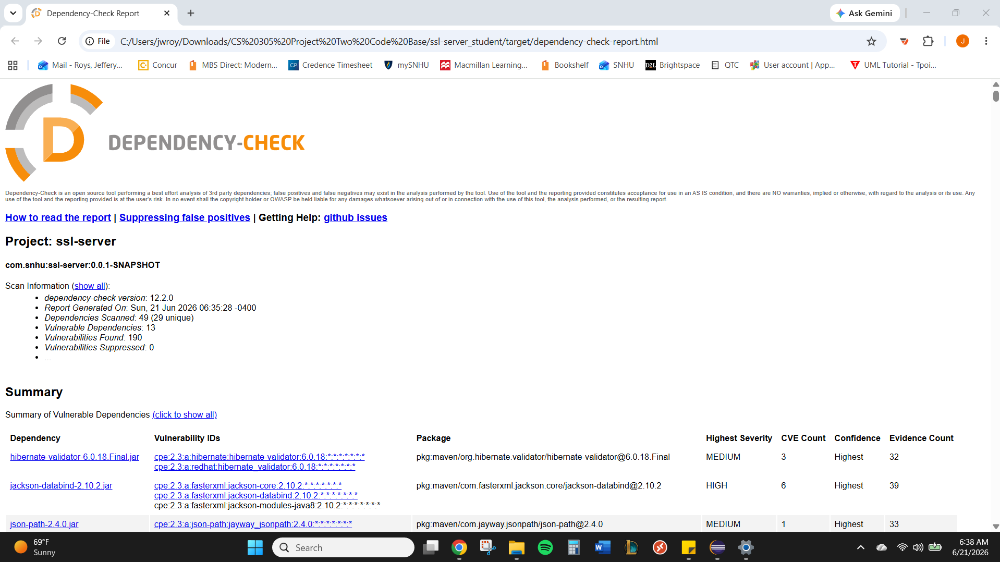 Dependency-Check Report
Ask Gemini
File
C:/Users/jwroy/Downloads/CS%20305%20Project%20Two%20Code%20Base/ssl-server_student/target/dependency-check-report.html
J
Mail - Roys, Jeffery...
Concur
MBS Direct: Modern...
CP Credence Timesheet
mySNHU
Macmillan Learning...
Bookshelf
SNHU
D2L Brightspace
QTC
User account | App...
UML Tutorial - Tpoi...
DEPENDENCY-CHECK
Dependency-Check is an open source tool performing a best effort analysis of 3rd party dependencies; false positives and false negatives may exist in the analysis performed by the tool. Use of the tool and the reporting provided constitutes acceptance for use in an AS IS condition, and there are NO warranties, implied or otherwise, with regard to the analysis or its use. Any
use of the tool and the reporting provided is at the user's risk. In no event shall the copyright holder or OWASP be held liable for any damages whatsoever arising out of or in connection with the use of this tool, the analysis performed, or the resulting report.
How to read the report | Suppressing false positives | Getting Help: github issues
Project: ssl-server
com.snhu:ssl-server:0.0.1-SNAPSHOT
Scan Information (show all):
• dependency-check version: 12.2.0
• Report Generated On: Sun, 21 Jun 2026 06:35:28 -0400
• Dependencies Scanned: 49 (29 unique)
• Vulnerable Dependencies: 13
• Vulnerabilities Found: 190
• Vulnerabilities Suppressed: 0
• ...
Summary
Summary of Vulnerable Dependencies (click to show all)
Dependency Vulnerability IDs Package Highest Severity CVE Count Confidence Evidence Count
hibernate-validator-6.0.18.Final.jar cpe:2.3:a:hibernate:hibernate-validator:6.0.18:*:*:*:*:*:*:* pkg:maven/org.hibernate.validator/hibernate-validator@6.0.18.Final MEDIUM 3 Highest 32
cpe:2.3:a:redhat:hibernate_validator:6.0.18:*:*:*:*:*:*:*
jackson-databind-2.10.2.jar cpe:2.3:a:fasterxml:jackson-core:2.10.2:*:*:*:*:*:*:* pkg:maven/com.fasterxml.jackson.core/jackson-databind@2.10.2 HIGH 6 Highest 39
cpe:2.3:a:fasterxml:jackson-databind:2.10.2:*:*:*:*:*:*:*
cpe:2.3:a:fasterxml:jackson-modules-java8:2.10.2:*:*:*:*:*:*:*
json-path-2.4.0.jar cpe:2.3:a:json-path:jayway_jsonpath:2.4.0:*:*:*:*:*:*:* pkg:maven/com.jayway.jsonpath/json-path@2.4.0 MEDIUM 1 Highest 33
69°F
Sunny
Search
6:38 AM
6/21/2026